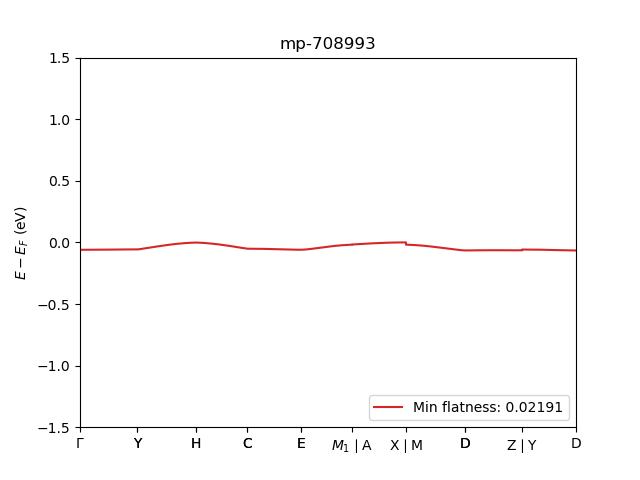 mp-708993
E − E_F (eV)
1.5
1.0
0.5
0.0
−0.5
−1.0
−1.5
Min flatness: 0.02191
Γ Y H C E M₁ | A X | M D Z | Y D